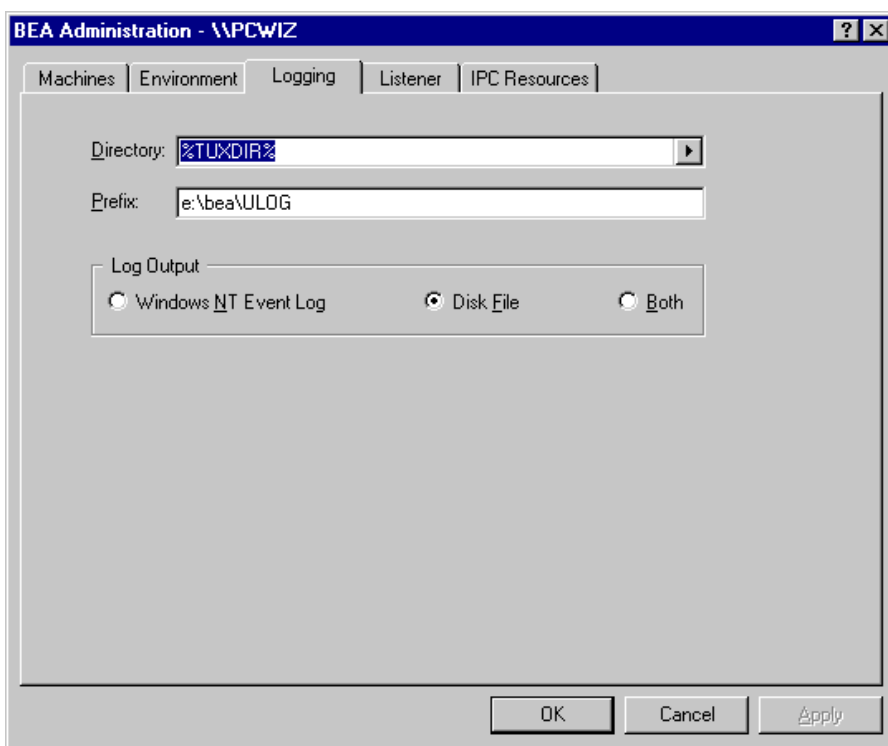 BEA Administration - \\PCWIZ
Machines Environment Logging Listener IPC Resources
Directory: %TUXDIR%
Prefix: e:\bea\ULOG
Log Output
Windows NT Event Log Disk File Both
OK Cancel Apply